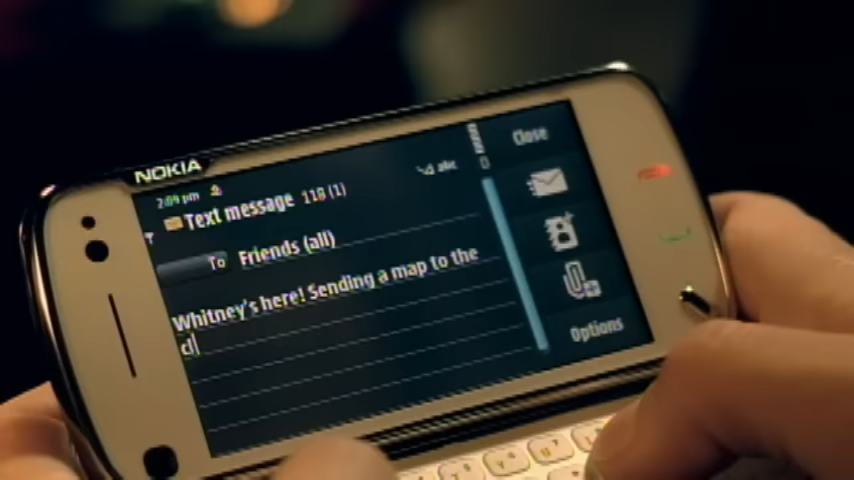 NOKIA
2:09 pm
abc
Close
Text message 118 (1)
0
To Friends (all)
Whitney's here! Sending a map to the
cl
Options